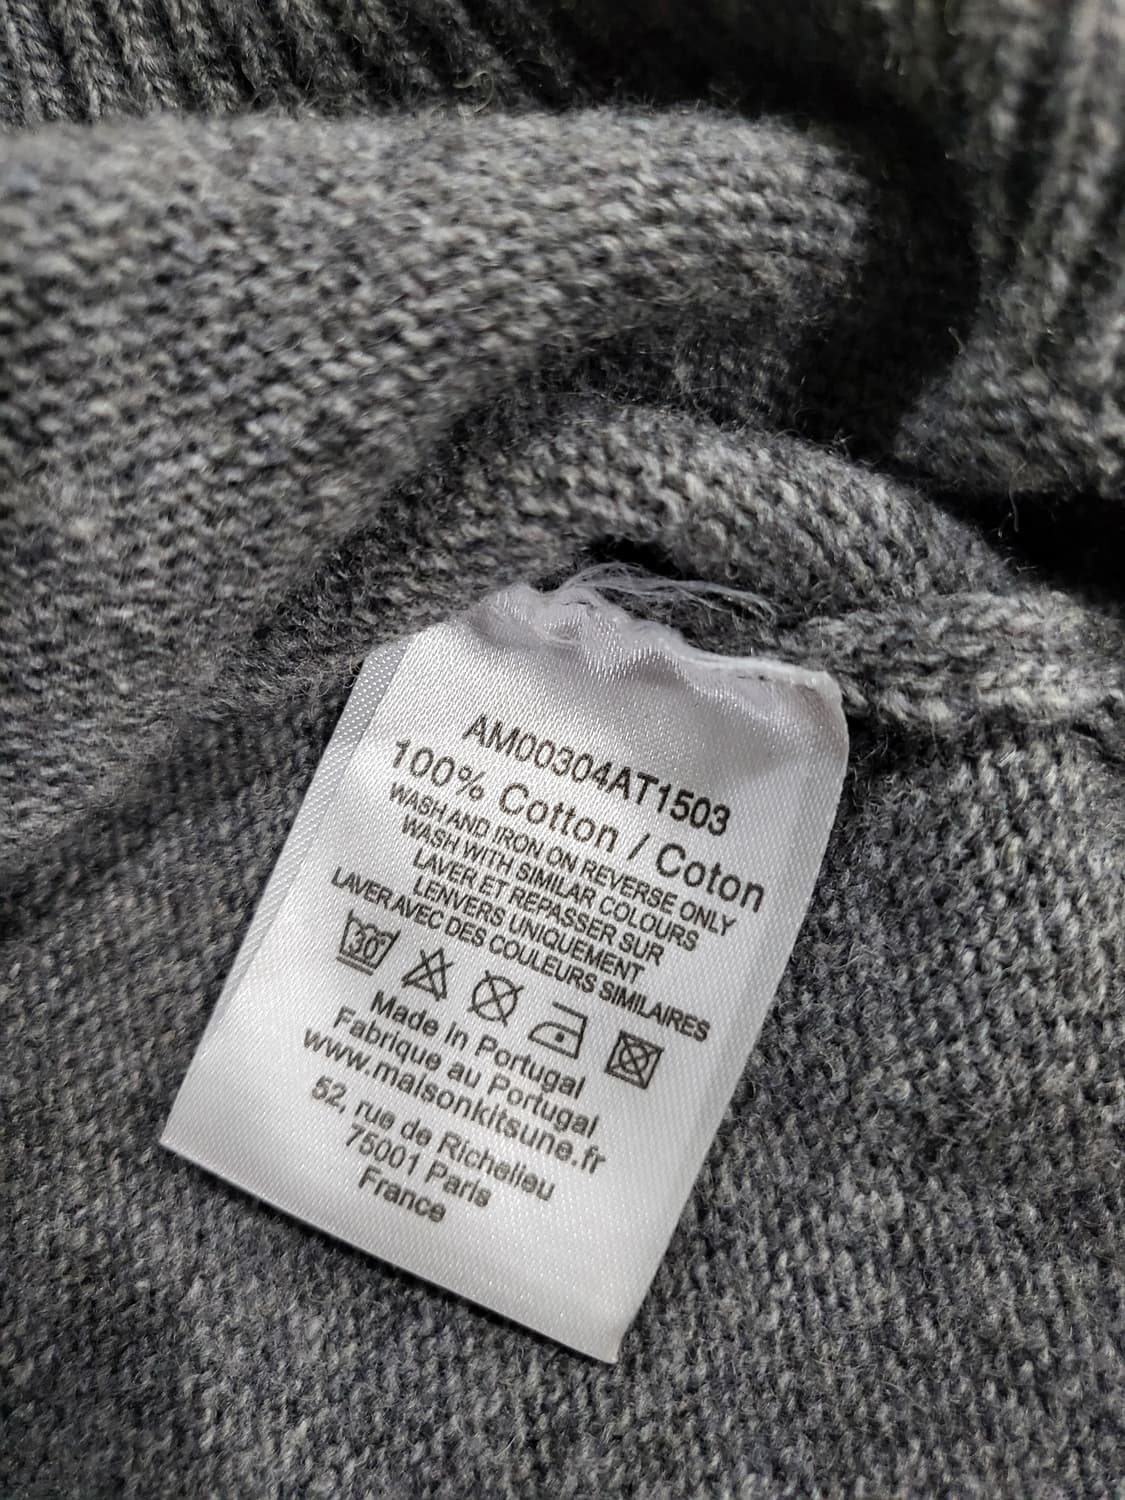 AM00304AT1503
100% Cotton / Coton
WASH AND IRON ON REVERSE ONLY
WASH WITH SIMILAR COLOURS
LAVER ET REPASSER SUR
LENVERS UNIQUEMENT
LAVER AVEC DES COULEURS SIMILAIRES
30°
Made in Portugal
Fabrique au Portugal
www.maisonkitsune.fr
52, rue de Richelieu
75001 Paris
France